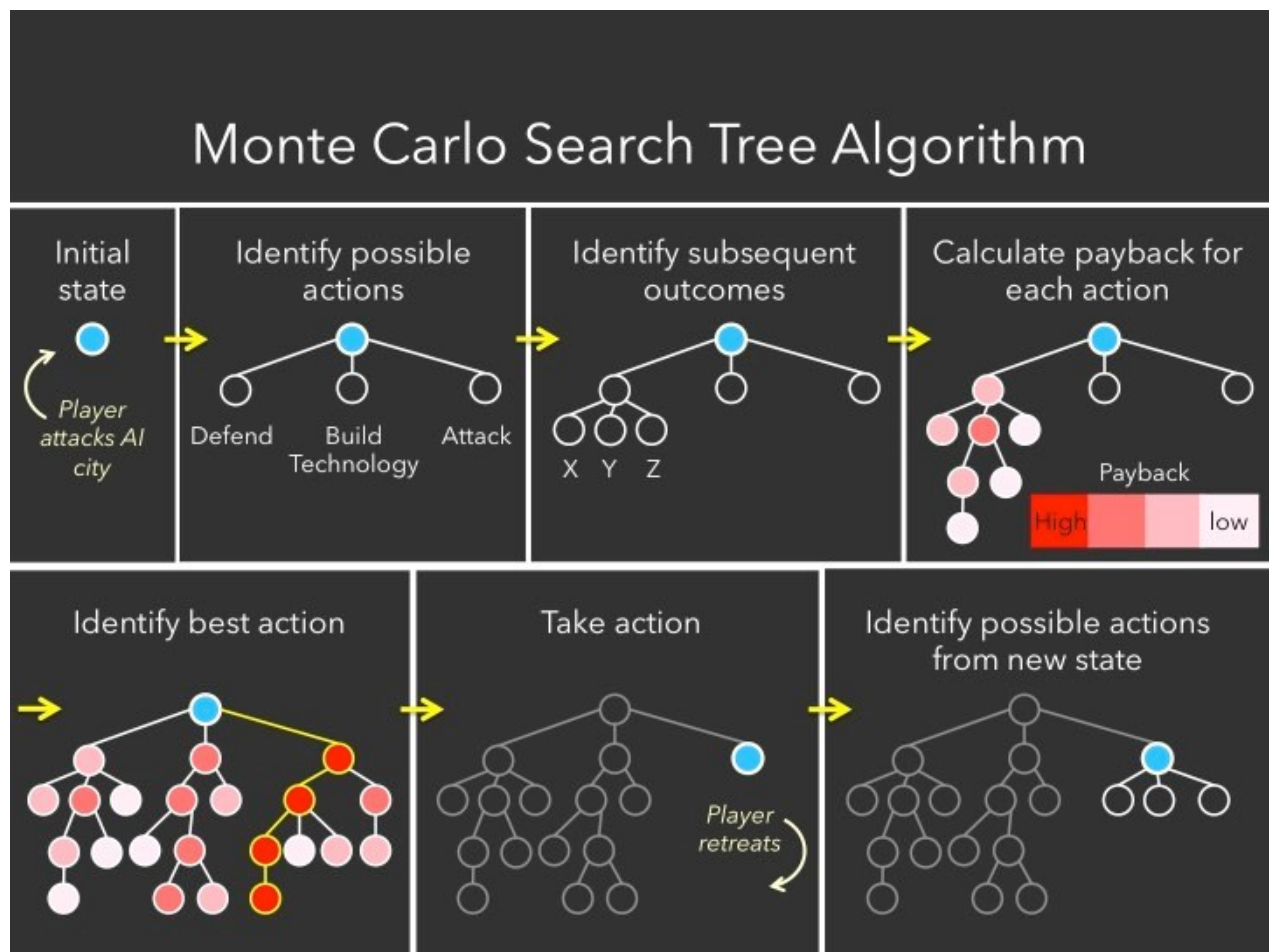 Monte Carlo Search Tree Algorithm
Initial
state
Player
attacks AI
city
Identify possible
actions
Defend
Build
Technology
Attack
Identify subsequent
outcomes
X
Y
Z
Calculate payback for
each action
Payback
High
low
Identify best action
Take action
Player
retreats
Identify possible actions
from new state